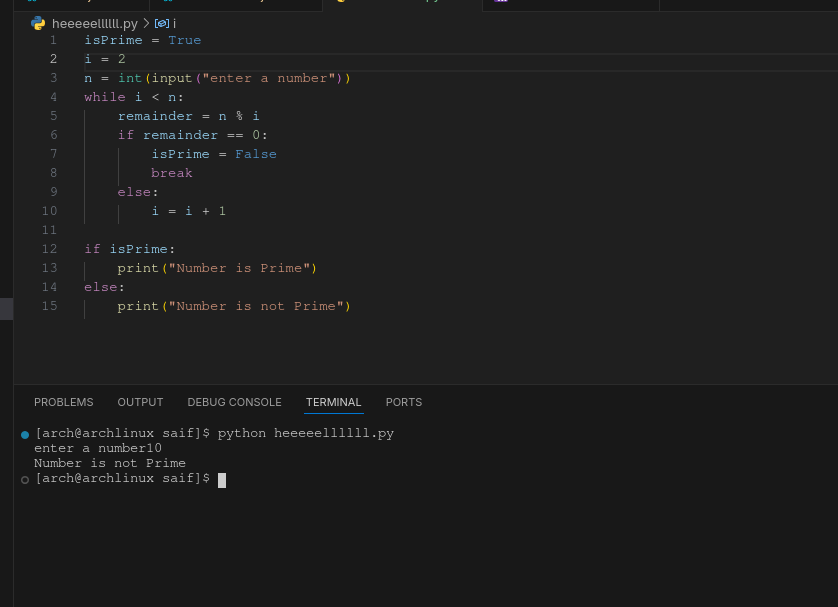 heeeeellllll.py > i
1 isPrime = True
2 i = 2
3 n = int(input("enter a number"))
4 while i < n:
5     remainder = n % i
6     if remainder == 0:
7         isPrime = False
8         break
9     else:
10         i = i + 1
11
12 if isPrime:
13     print("Number is Prime")
14 else:
15     print("Number is not Prime")
PROBLEMS OUTPUT DEBUG CONSOLE TERMINAL PORTS
[arch@archlinux saif]$ python heeeeellllll.py
enter a number10
Number is not Prime
[arch@archlinux saif]$